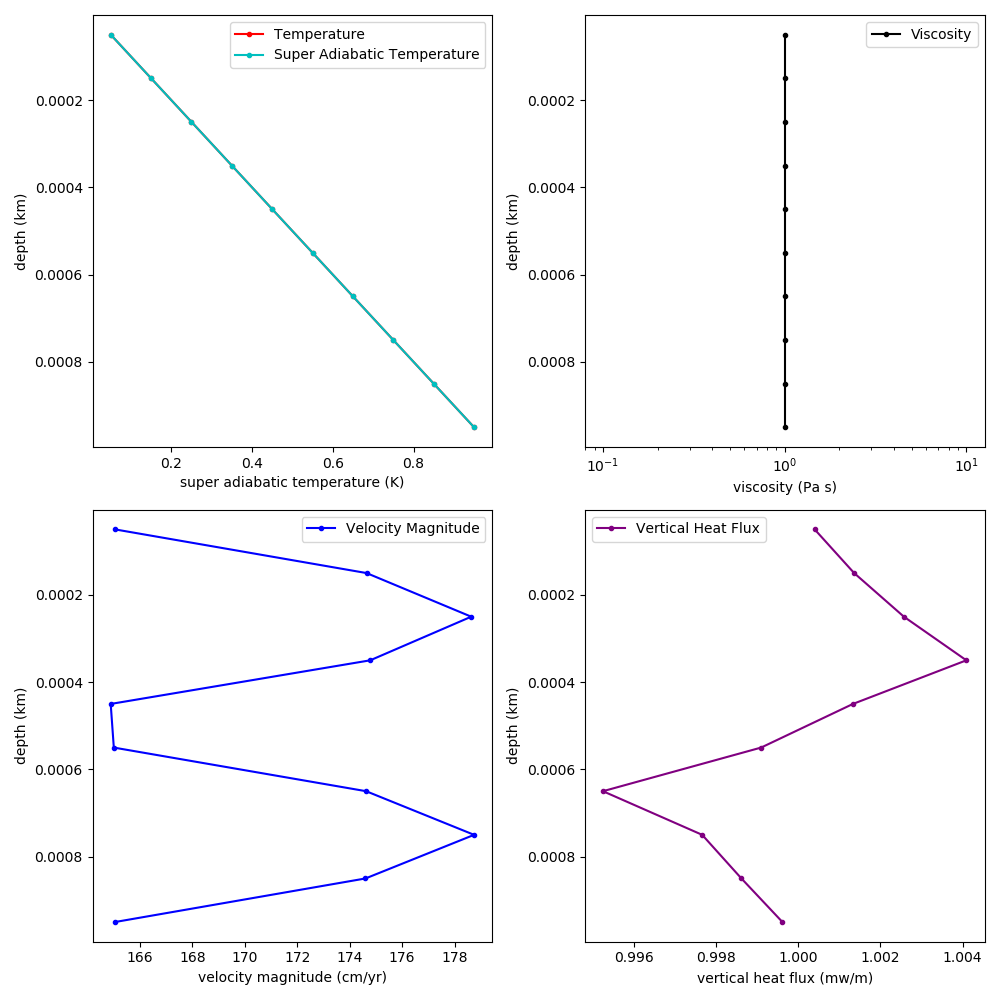 Temperature
Super Adiabatic Temperature
0.0002
0.0004
0.0006
0.0008
depth (km)
0.2 0.4 0.6 0.8
super adiabatic temperature (K)
Viscosity
0.0002
0.0004
0.0006
0.0008
depth (km)
10⁻¹ 10⁰ 10¹
viscosity (Pa s)
Velocity Magnitude
0.0002
0.0004
0.0006
0.0008
depth (km)
166 168 170 172 174 176 178
velocity magnitude (cm/yr)
Vertical Heat Flux
0.0002
0.0004
0.0006
0.0008
depth (km)
0.996 0.998 1.000 1.002 1.004
vertical heat flux (mw/m)